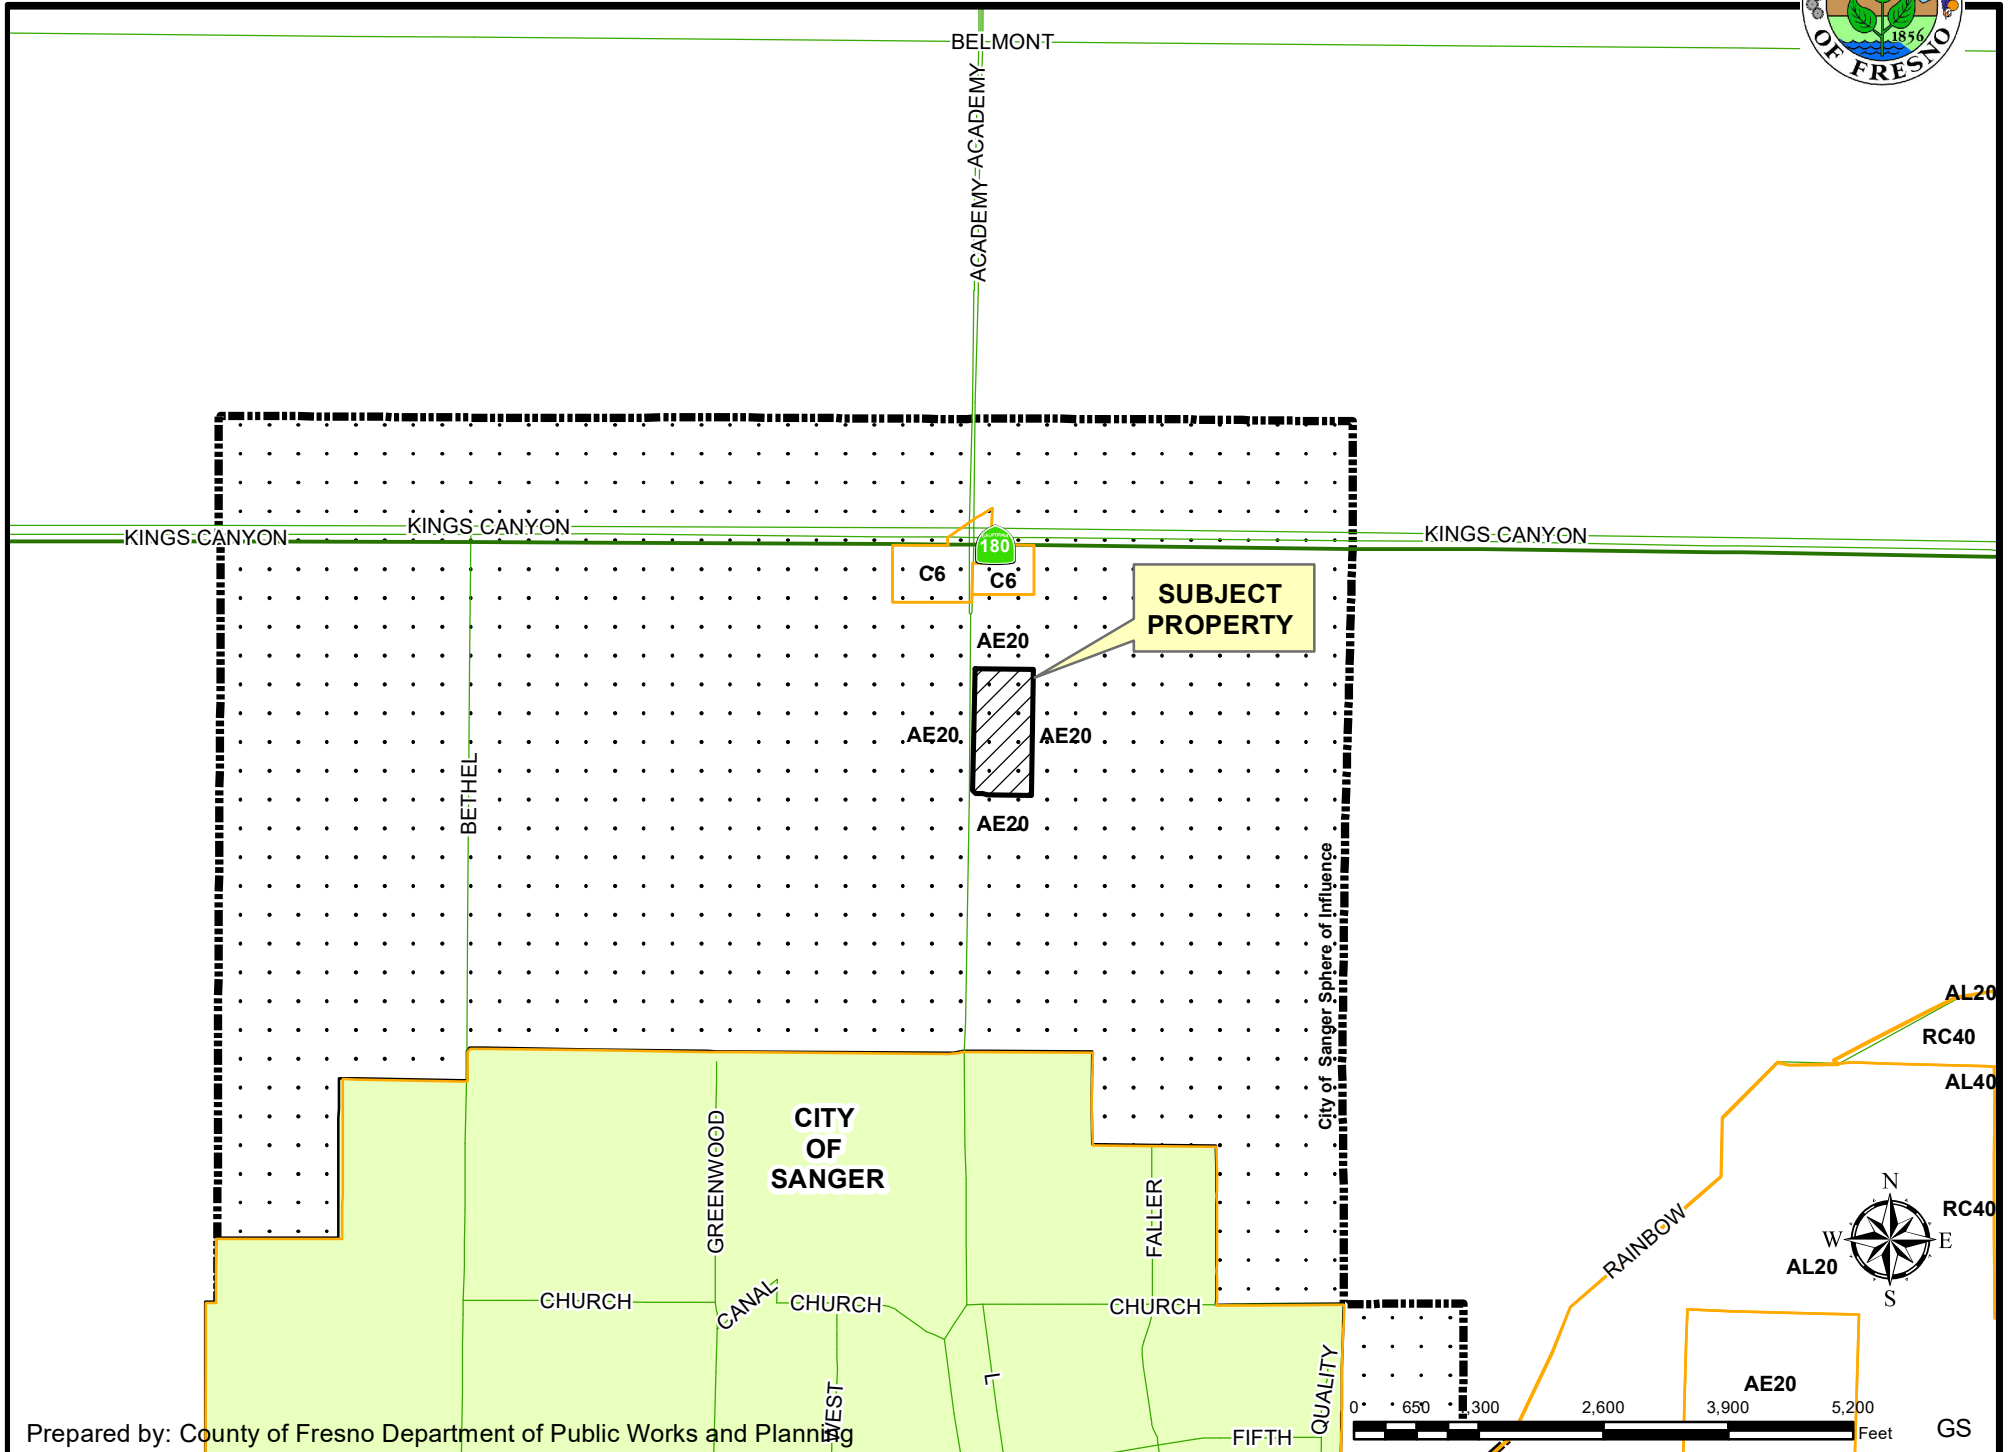 BELMONT
1856
OF FRESNO
ACADEMY
ACADEMY
ACADEMY
KINGS CANYON
KINGS CANYON
KINGS CANYON
CALIFORNIA
180
C6
C6
SUBJECT
PROPERTY
AE20
AE20
AE20
AE20
BETHEL
City of Sanger Sphere of Influence
AL20
RC40
AL40
RC40
AL20
CITY
OF
SANGER
GREENWOOD
FALLER
RAINBOW
N
W
E
S
CHURCH
CANAL
CHURCH
CHURCH
L
WEST
QUALITY
AE20
FIFTH
0 650 1,300 2,600 3,900 5,200
Feet
GS
Prepared by: County of Fresno Department of Public Works and Planning